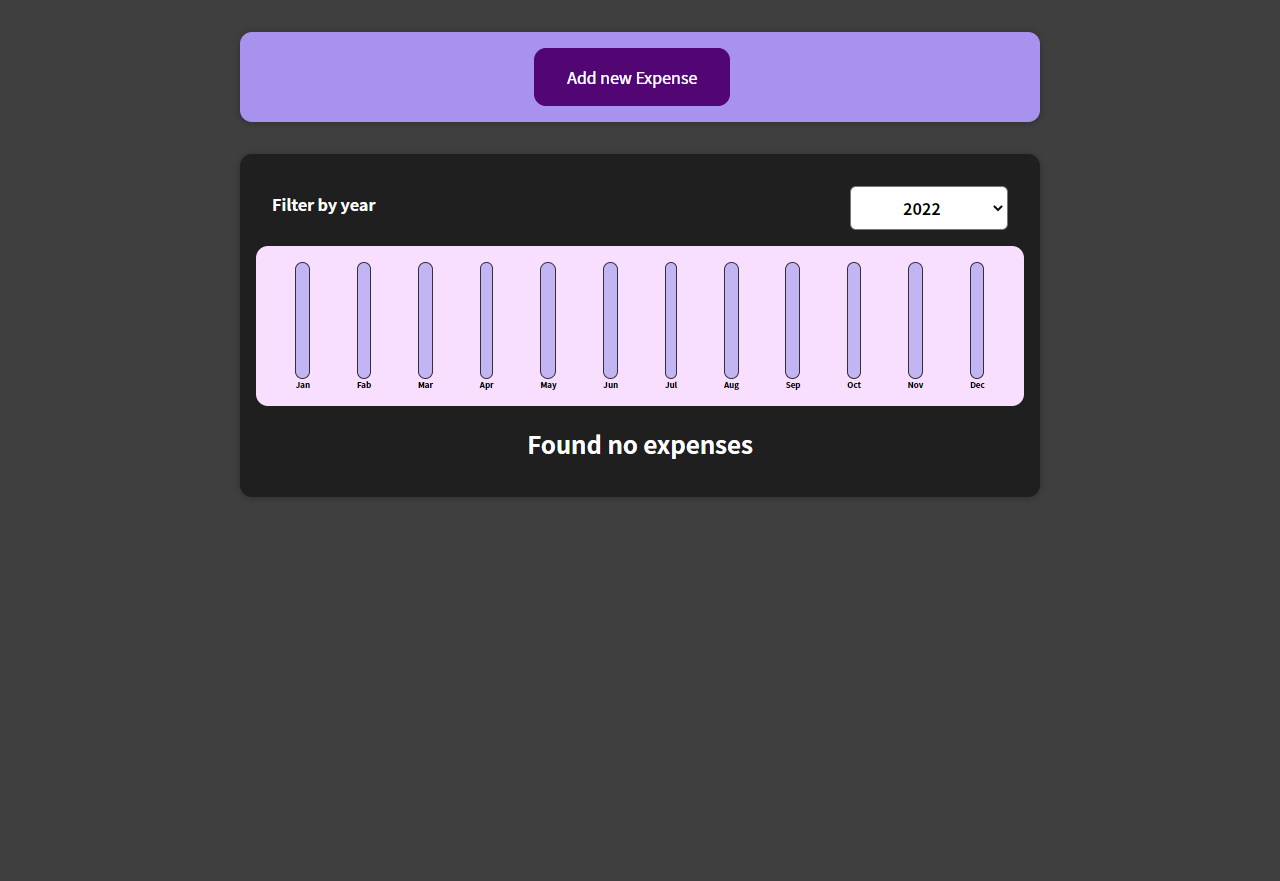 Add new Expense
Filter by year
2022
Jan Fab Mar Apr May Jun Jul Aug Sep Oct Nov Dec
Found no expenses